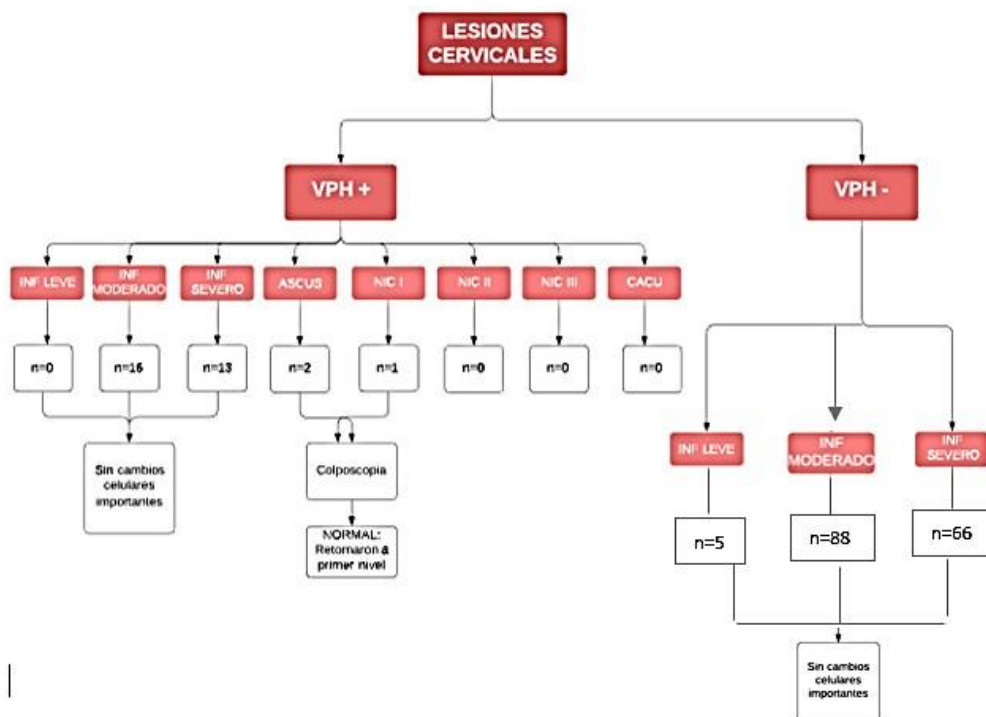 LESIONES
CERVICALES
VPH +
VPH -
INF LEVE
INF
MODERADO
INF
SEVERO
ASCUS
NIC I
NIC II
NIC III
CACU
n=0
n=16
n=13
n=2
n=1
n=0
n=0
n=0
Sin cambios
celulares
importantes
Colposcopia
NORMAL:
Retornaron a
primer nivel
INF LEVE
INF
MODERADO
INF
SEVERO
n=5
n=88
n=66
Sin cambios
celulares
importantes